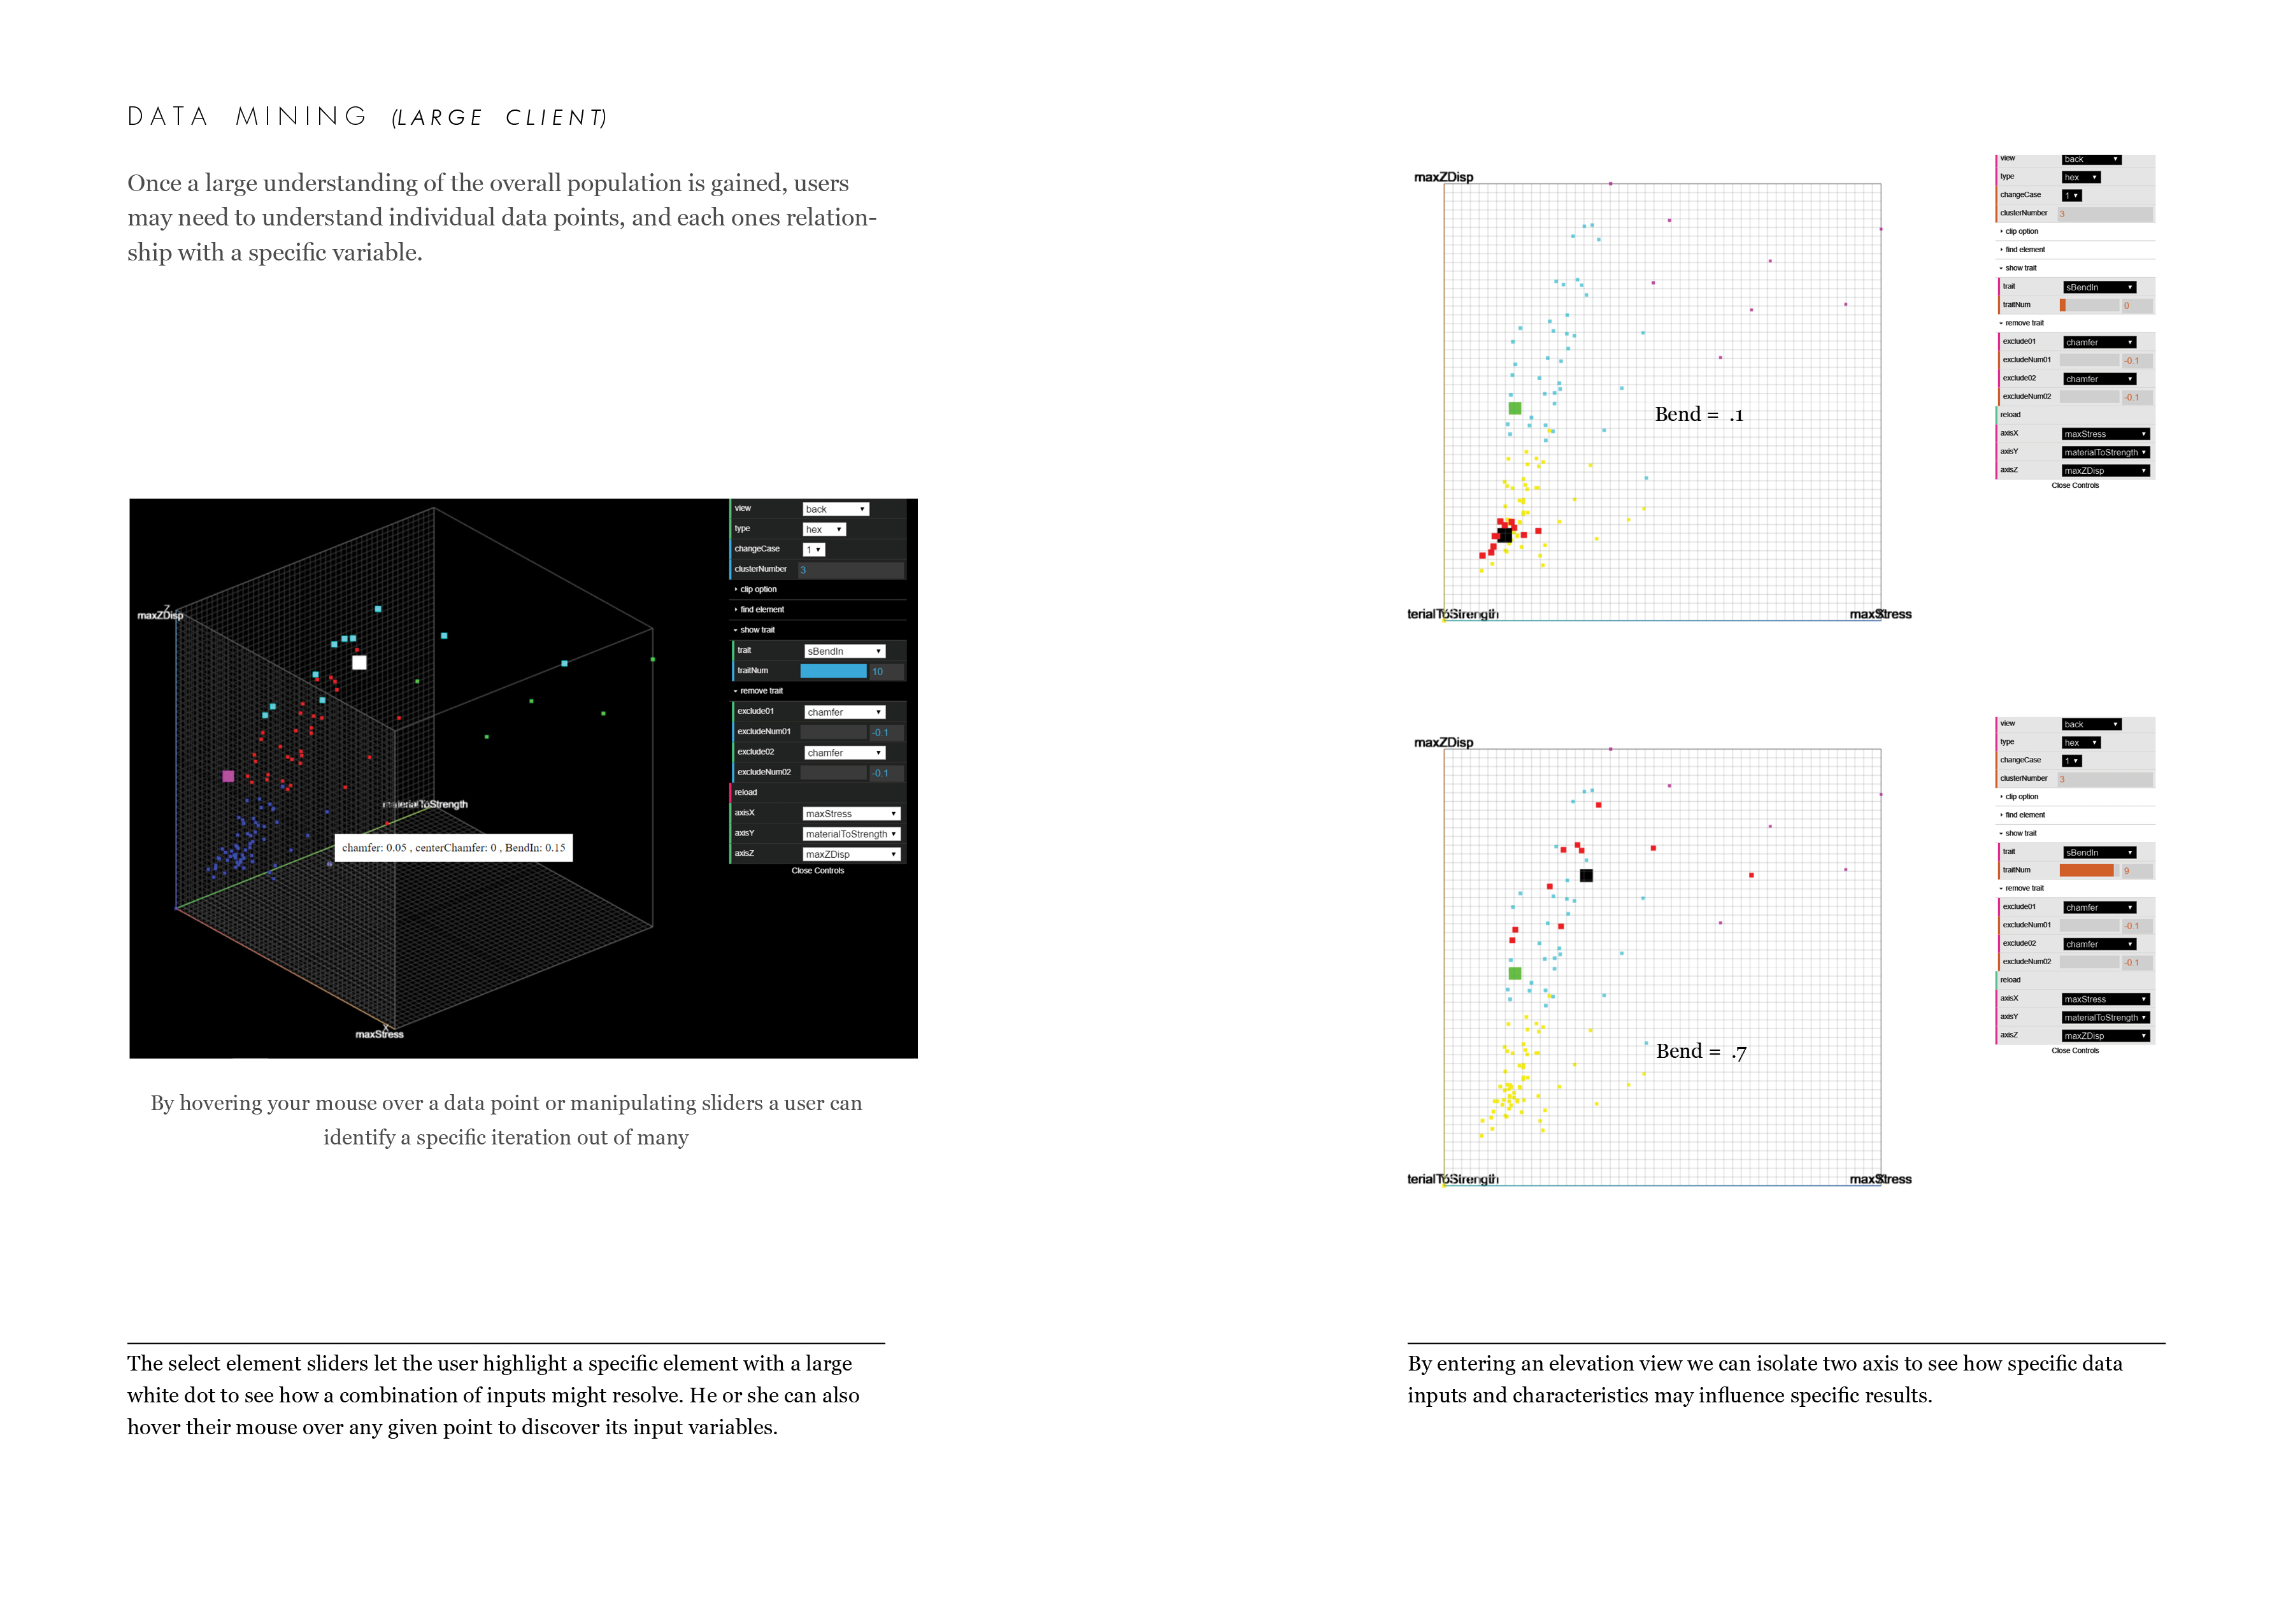 DATA MINING (LARGE CLIENT)
Once a large understanding of the overall population is gained, users
may need to understand individual data points, and each ones relation-
ship with a specific variable.
Z
maxZDisp
materialToStrength
chamfer: 0.05 , centerChamfer: 0 , BendIn: 0.15
X
maxStress
view back
type hex
changeCase 1
clusterNumber 3
clip option
find element
show trait
trait sBendIn
traitNum 10
remove trait
exclude01 chamfer
excludeNum01 -0.1
exclude02 chamfer
excludeNum02 -0.1
reload
axisX maxStress
axisY materialToStrength
axisZ maxZDisp
Close Controls
By hovering your mouse over a data point or manipulating sliders a user can
identify a specific iteration out of many
The select element sliders let the user highlight a specific element with a large
white dot to see how a combination of inputs might resolve. He or she can also
hover their mouse over any given point to discover its input variables.
maxZDisp
Bend = .1
terialToStrength
maxStress
view back
type hex
changeCase 1
clusterNumber 3
clip option
find element
show trait
trait sBendIn
traitNum 0
remove trait
exclude01 chamfer
excludeNum01 -0.1
exclude02 chamfer
excludeNum02 -0.1
reload
axisX maxStress
axisY materialToStrength
axisZ maxZDisp
Close Controls
maxZDisp
Bend = .7
terialToStrength
maxStress
view back
type hex
changeCase 1
clusterNumber 3
clip option
find element
show trait
trait sBendIn
traitNum 9
remove trait
exclude01 chamfer
excludeNum01 -0.1
exclude02 chamfer
excludeNum02 -0.1
reload
axisX maxStress
axisY materialToStrength
axisZ maxZDisp
Close Controls
By entering an elevation view we can isolate two axis to see how specific data
inputs and characteristics may influence specific results.